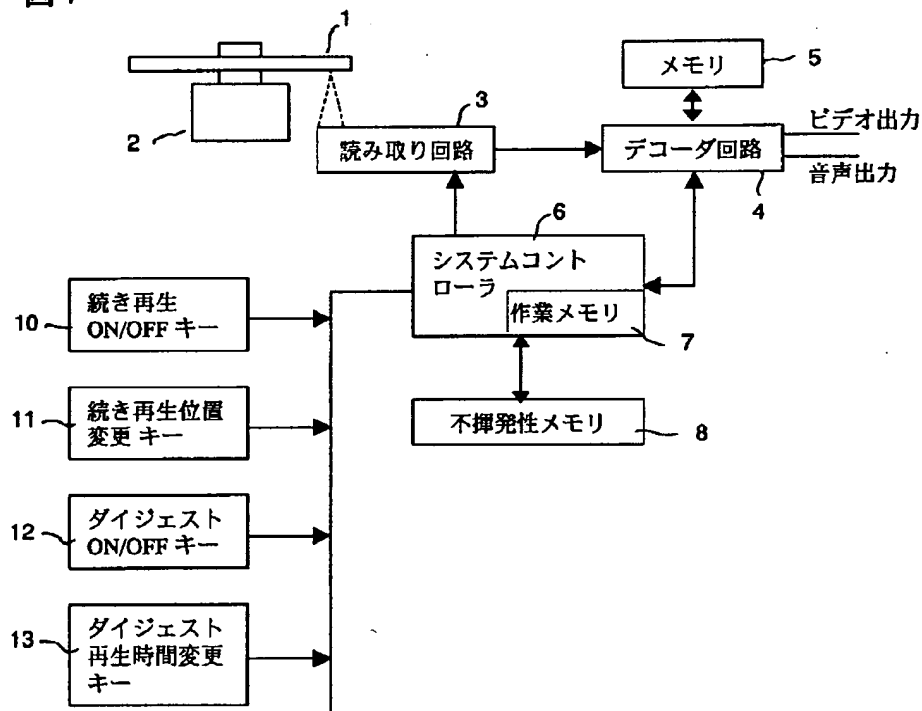 1
メモリ
5
2
3
読み取り回路
デコーダ回路
ビデオ出力
音声出力
4
6
システムコント
ローラ
作業メモリ
7
不揮発性メモリ
8
10
続き再生
ON/OFF キー
11
続き再生位置
変更 キー
12
ダイジェスト
ON/OFF キー
13
ダイジェスト
再生時間変更
キー